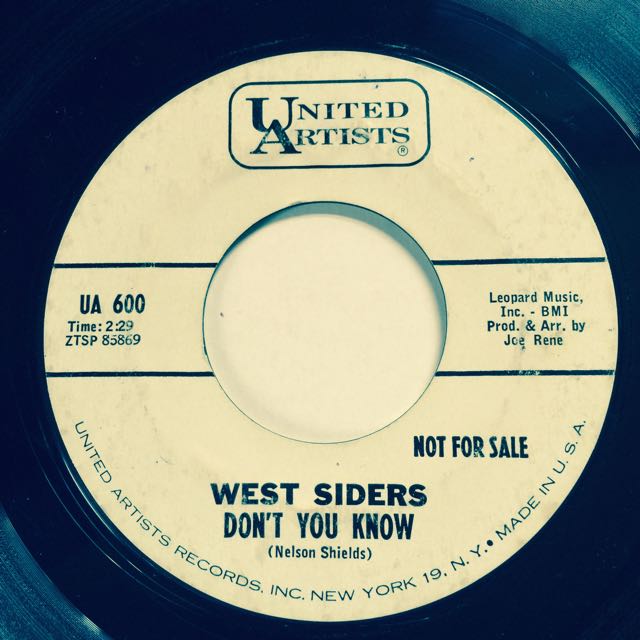 UNITED
ARTISTS
®
UA 600
Time: 2:29
ZTSP 85869
Leopard Music,
Inc. - BMI
Prod. & Arr. by
Joe Rene
NOT FOR SALE
WEST SIDERS
DON'T YOU KNOW
(Nelson Shields)
UNITED ARTISTS RECORDS, INC. NEW YORK 19, N.Y. • MADE IN U.S.A.